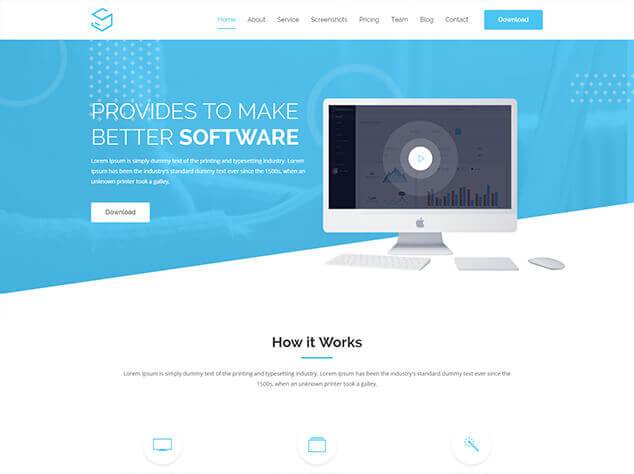 Home About Service Screenshots Pricing Team Blog Contact Download
PROVIDES TO MAKE
BETTER SOFTWARE
Lorem Ipsum is simply dummy text of the printing and typesetting industry. Lorem
Ipsum has been the industry's standard dummy text ever since the 1500s, when an
unknown printer took a galley.
Download
How it Works
Lorem Ipsum is simply dummy text of the printing and typesetting industry, Lorem Ipsum has been the industry's standard dummy text ever since the
1500s, when an unknown printer took a galley.